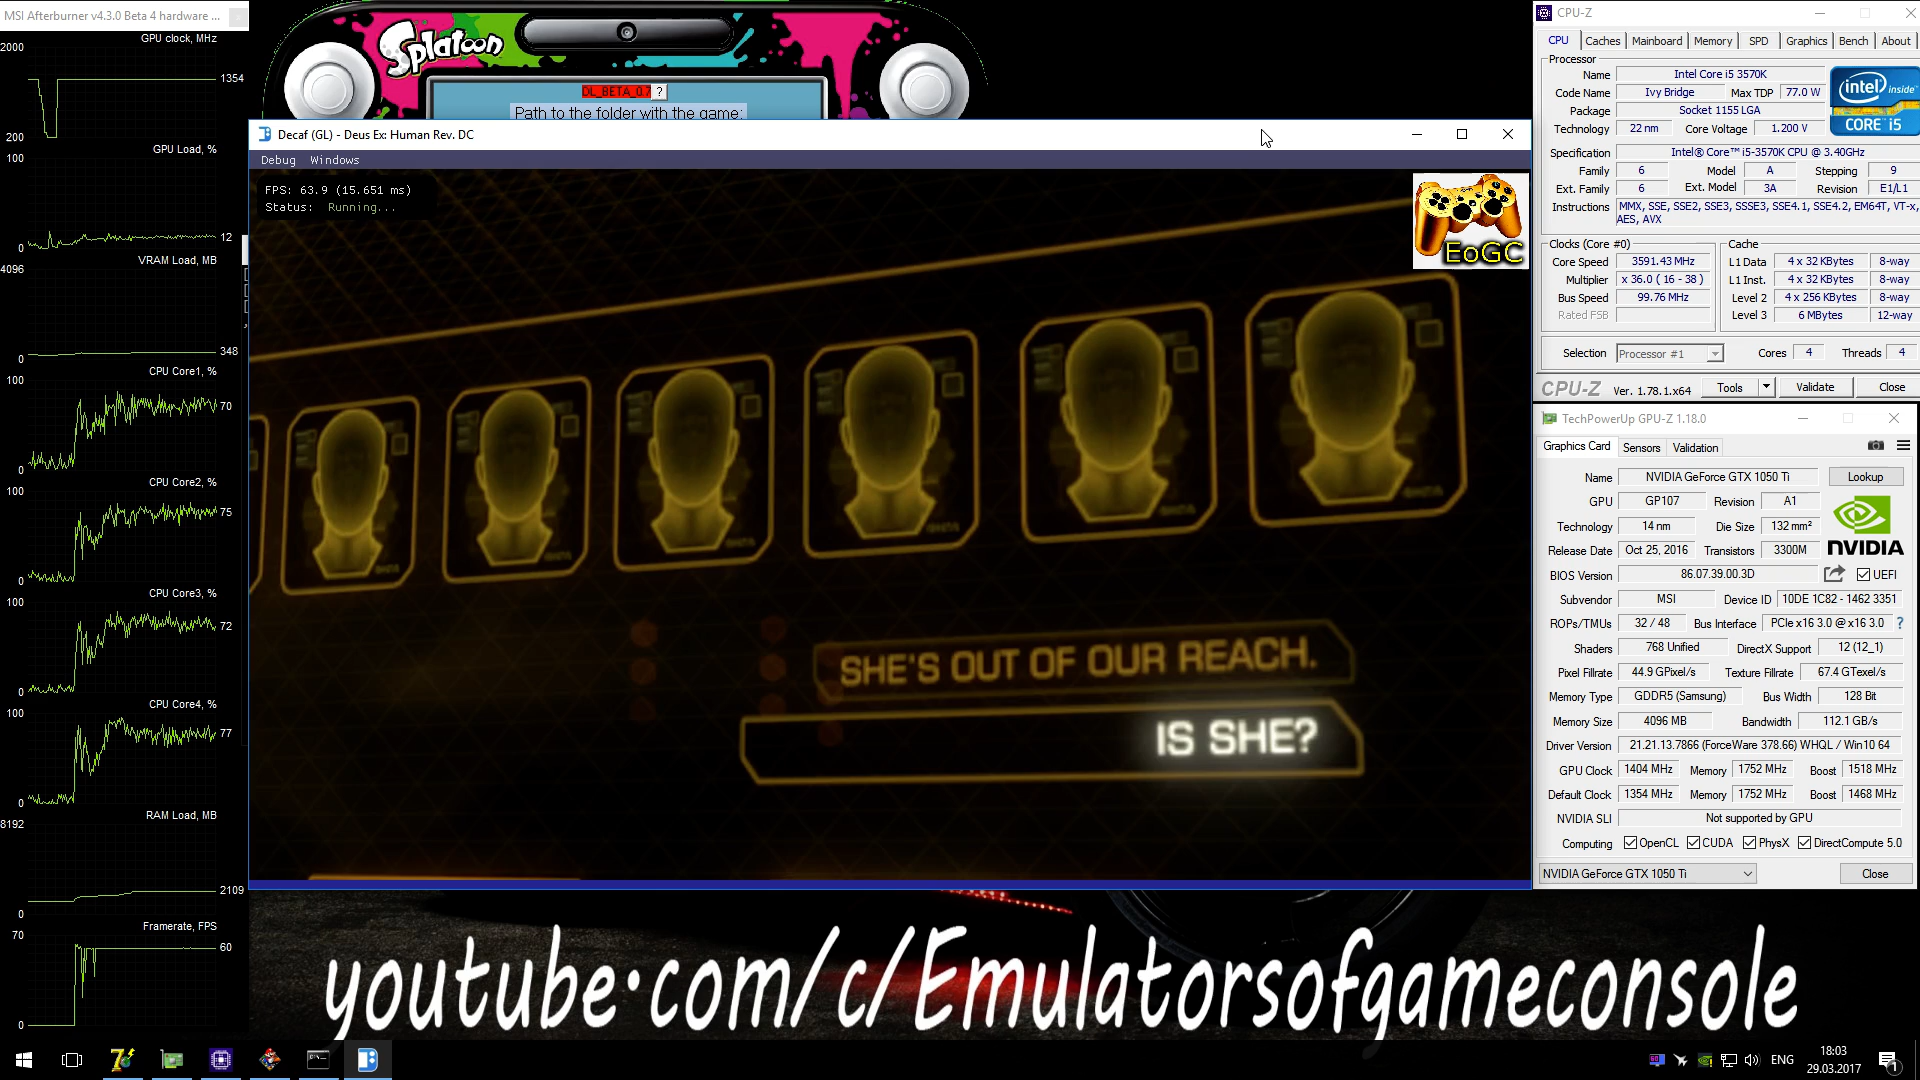 MSI Afterburner v4.3.0 Beta 4 hardware ...
GPU clock, MHz
2000
1354
200
GPU Load, %
100
12
0
VRAM Load, MB
4096
348
0
CPU Core1, %
100
70
0
CPU Core2, %
100
75
0
CPU Core3, %
100
72
0
CPU Core4, %
100
77
0
RAM Load, MB
8192
2109
0
Framerate, FPS
70
60
0
Splatoon
DL_BETA_0.7 ?
Path to the folder with the game:
Decaf (GL) - Deus Ex: Human Rev. DC
Debug Windows
FPS: 63.9 (15.651 ms)
Status: Running...
EoGC
SHE'S OUT OF OUR REACH.
IS SHE?
youtube.com/c/Emulatorsofgameconsole
CPU-Z
CPU Caches Mainboard Memory SPD Graphics Bench About
Processor
Name Intel Core i5 3570K
Code Name Ivy Bridge Max TDP 77.0 W
Package Socket 1155 LGA
Technology 22 nm Core Voltage 1.200 V
intel inside
CORE i5
Specification Intel® Core™ i5-3570K CPU @ 3.40GHz
Family 6 Model A Stepping 9
Ext. Family 6 Ext. Model 3A Revision E1/L1
Instructions MMX, SSE, SSE2, SSE3, SSSE3, SSE4.1, SSE4.2, EM64T, VT-x,
AES, AVX
Clocks (Core #0)
Core Speed 3591.43 MHz
Multiplier x 36.0 ( 16 - 38 )
Bus Speed 99.76 MHz
Rated FSB
Cache
L1 Data 4 x 32 KBytes 8-way
L1 Inst. 4 x 32 KBytes 8-way
Level 2 4 x 256 KBytes 8-way
Level 3 6 MBytes 12-way
Selection Processor #1 Cores 4 Threads 4
CPU-Z Ver. 1.78.1.x64 Tools Validate Close
TechPowerUp GPU-Z 1.18.0
Graphics Card Sensors Validation
Name NVIDIA GeForce GTX 1050 Ti Lookup
GPU GP107 Revision A1
Technology 14 nm Die Size 132 mm²
Release Date Oct 25, 2016 Transistors 3300M
NVIDIA
BIOS Version 86.07.39.00.3D UEFI
Subvendor MSI Device ID 10DE 1C82 - 1462 3351
ROPs/TMUs 32 / 48 Bus Interface PCIe x16 3.0 @ x16 3.0 ?
Shaders 768 Unified DirectX Support 12 (12_1)
Pixel Fillrate 44.9 GPixel/s Texture Fillrate 67.4 GTexel/s
Memory Type GDDR5 (Samsung) Bus Width 128 Bit
Memory Size 4096 MB Bandwidth 112.1 GB/s
Driver Version 21.21.13.7866 (ForceWare 378.66) WHQL / Win10 64
GPU Clock 1404 MHz Memory 1752 MHz Boost 1518 MHz
Default Clock 1354 MHz Memory 1752 MHz Boost 1468 MHz
NVIDIA SLI Not supported by GPU
Computing OpenCL CUDA PhysX DirectCompute 5.0
NVIDIA GeForce GTX 1050 Ti Close
ENG
18:03
29.03.2017
1